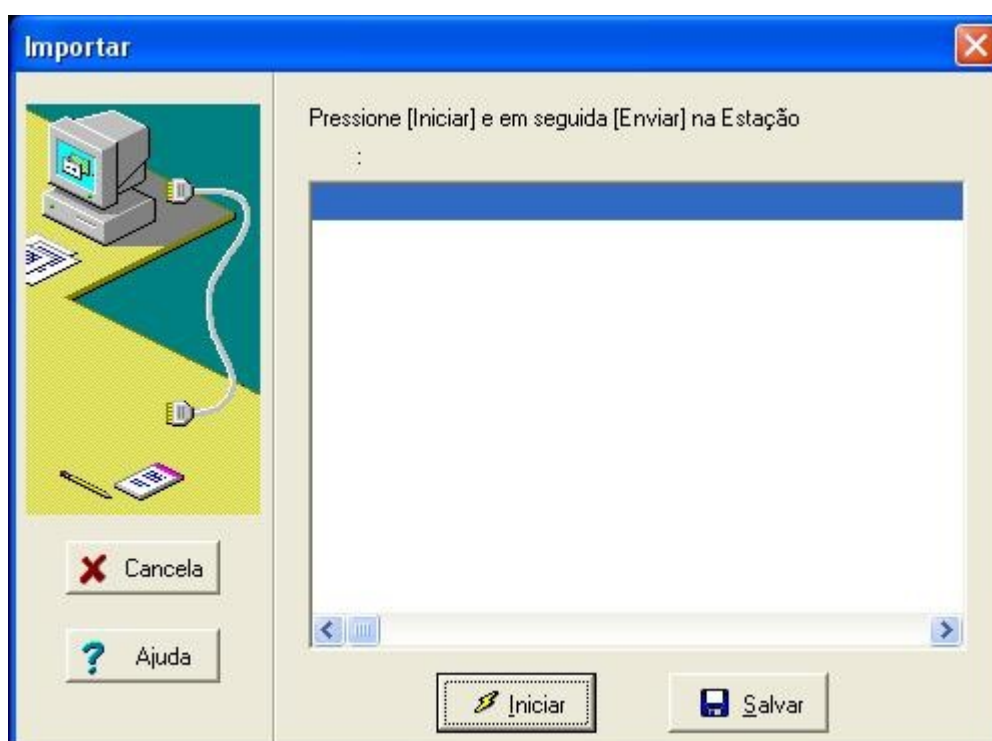 Importar
Pressione [Iniciar] e em seguida [Enviar] na Estação
:
Cancela
? Ajuda
Iniciar
Salvar